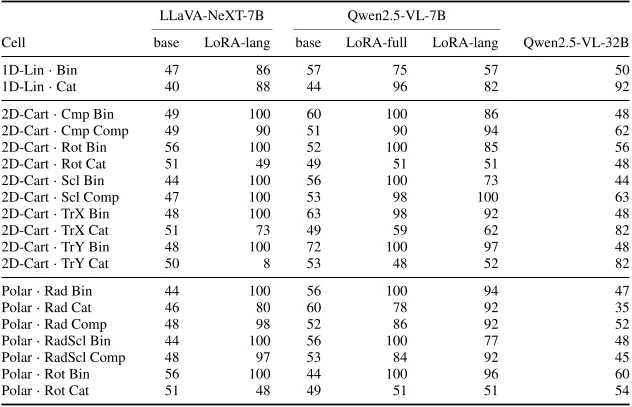 LLaVA-NeXT-7B Qwen2.5-VL-7B
Cell base LoRA-lang base LoRA-full LoRA-lang Qwen2.5-VL-32B
1D-Lin · Bin 47 86 57 75 57 50
1D-Lin · Cat 40 88 44 96 82 92
2D-Cart · Cmp Bin 49 100 60 100 86 48
2D-Cart · Cmp Comp 49 90 51 90 94 62
2D-Cart · Rot Bin 56 100 52 100 85 56
2D-Cart · Rot Cat 51 49 49 51 51 48
2D-Cart · Scl Bin 44 100 56 100 73 44
2D-Cart · Scl Comp 47 100 53 98 100 63
2D-Cart · TrX Bin 48 100 63 98 92 48
2D-Cart · TrX Cat 51 73 49 59 62 82
2D-Cart · TrY Bin 48 100 72 100 97 48
2D-Cart · TrY Cat 50 8 53 48 52 82
Polar · Rad Bin 44 100 56 100 94 47
Polar · Rad Cat 46 80 60 78 92 35
Polar · Rad Comp 48 98 52 86 92 52
Polar · RadScl Bin 44 100 56 100 77 48
Polar · RadScl Comp 48 97 53 84 92 45
Polar · Rot Bin 56 100 44 100 96 60
Polar · Rot Cat 51 48 49 51 51 54